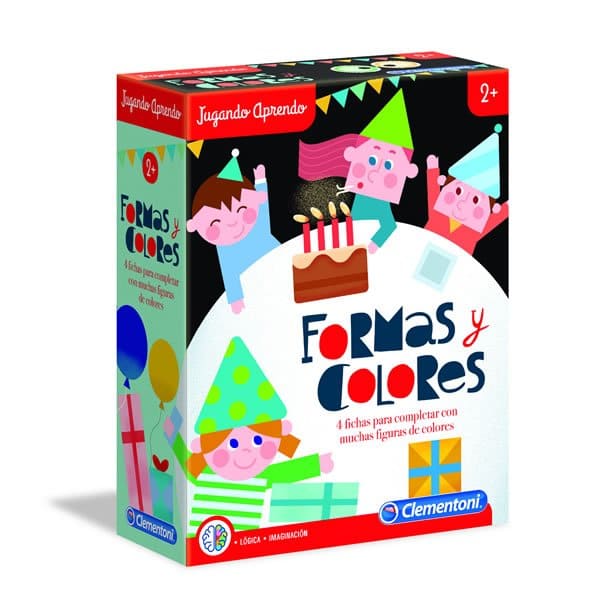 Jugando Aprendo
2+
FORMAS y
COLORES
4 fichas para completar con
muchas figuras de colores
Clementoni®
LÓGICA • IMAGINACIÓN
Jugando Aprendo
2+
FORMAS y
COLORES
4 fichas para completar
con muchas figuras
de colores
Clementoni